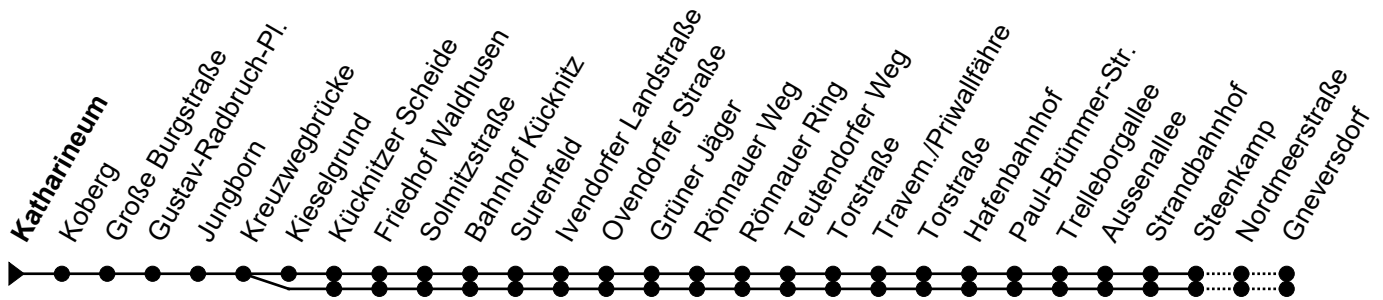 Katharineum
Koberg
Große Burgstraße
Gustav-Radbruch-Pl.
Jungborn
Kreuzwegbrücke
Kieselgrund
Kücknitzer Scheide
Friedhof Waldhusen
Solmitzstraße
Bahnhof Kücknitz
Surenfeld
Ivendorfer Landstraße
Ovendorfer Straße
Grüner Jäger
Rönnauer Weg
Rönnauer Ring
Teutendorfer Weg
Torstraße
Travem./Priwallfähre
Torstraße
Hafenbahnhof
Paul-Brümmer-Str.
Trelleborgallee
Aussenallee
Strandbahnhof
Steenkamp
Nordmeerstraße
Gneversdorf